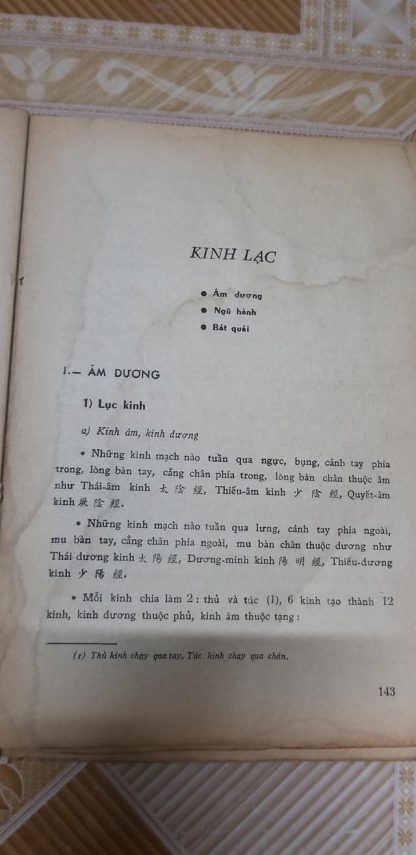 KINH LẠC
● Âm dương
● Ngũ hành
● Bát quái
I.— ÂM DƯƠNG
1) Lục kinh
a) Kinh âm, kinh dương
* Những kinh mạch nào tuần qua ngực, bụng, cánh tay phía
trong, lòng bàn tay, cẳng chân phía trong, lòng bàn chân thuộc âm
như Thái-âm kinh 太 陰 經, Thiếu-âm kinh 少 陰 經, Quyết-âm
kinh 厥 陰 經.
* Những kinh mạch nào tuần qua lưng, cánh tay phía ngoài,
mu bàn tay, cẳng chân phía ngoài, mu bàn chân thuộc dương như
Thái-dương kinh 太 陽 經, Dương-minh kinh 陽 明 經, Thiếu-dương
kinh 少 陽 經.
* Mỗi kinh chia làm 2 : thủ và túc (1), 6 kinh tạo thành 12
kinh, kinh dương thuộc phủ, kinh âm thuộc tạng :
(1) Thủ kinh chạy qua tay, Túc kinh chạy qua chân.
143